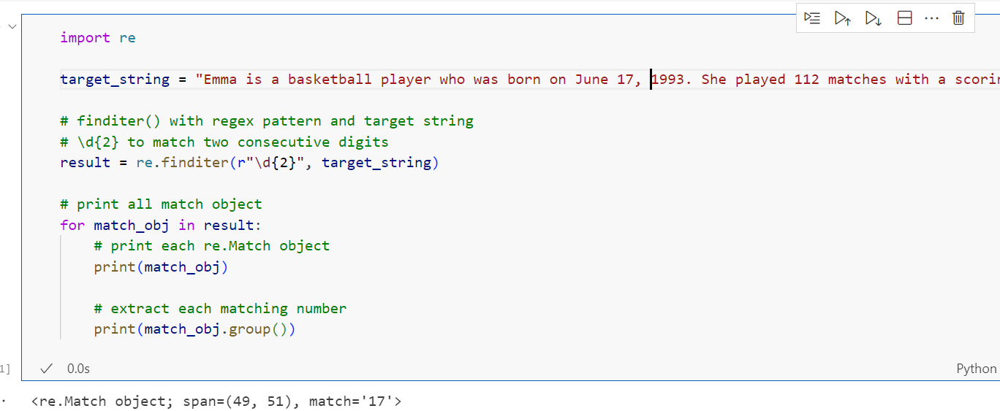 import re
target_string = "Emma is a basketball player who was born on June 17, 1993. She played 112 matches with a scorin
# finditer() with regex pattern and target string
# \d{2} to match two consecutive digits
result = re.finditer(r"\d{2}", target_string)
# print all match object
for match_obj in result:
    # print each re.Match object
    print(match_obj)
    # extract each matching number
    print(match_obj.group())
1]
0.0s
Python
<re.Match object; span=(49, 51), match='17'>